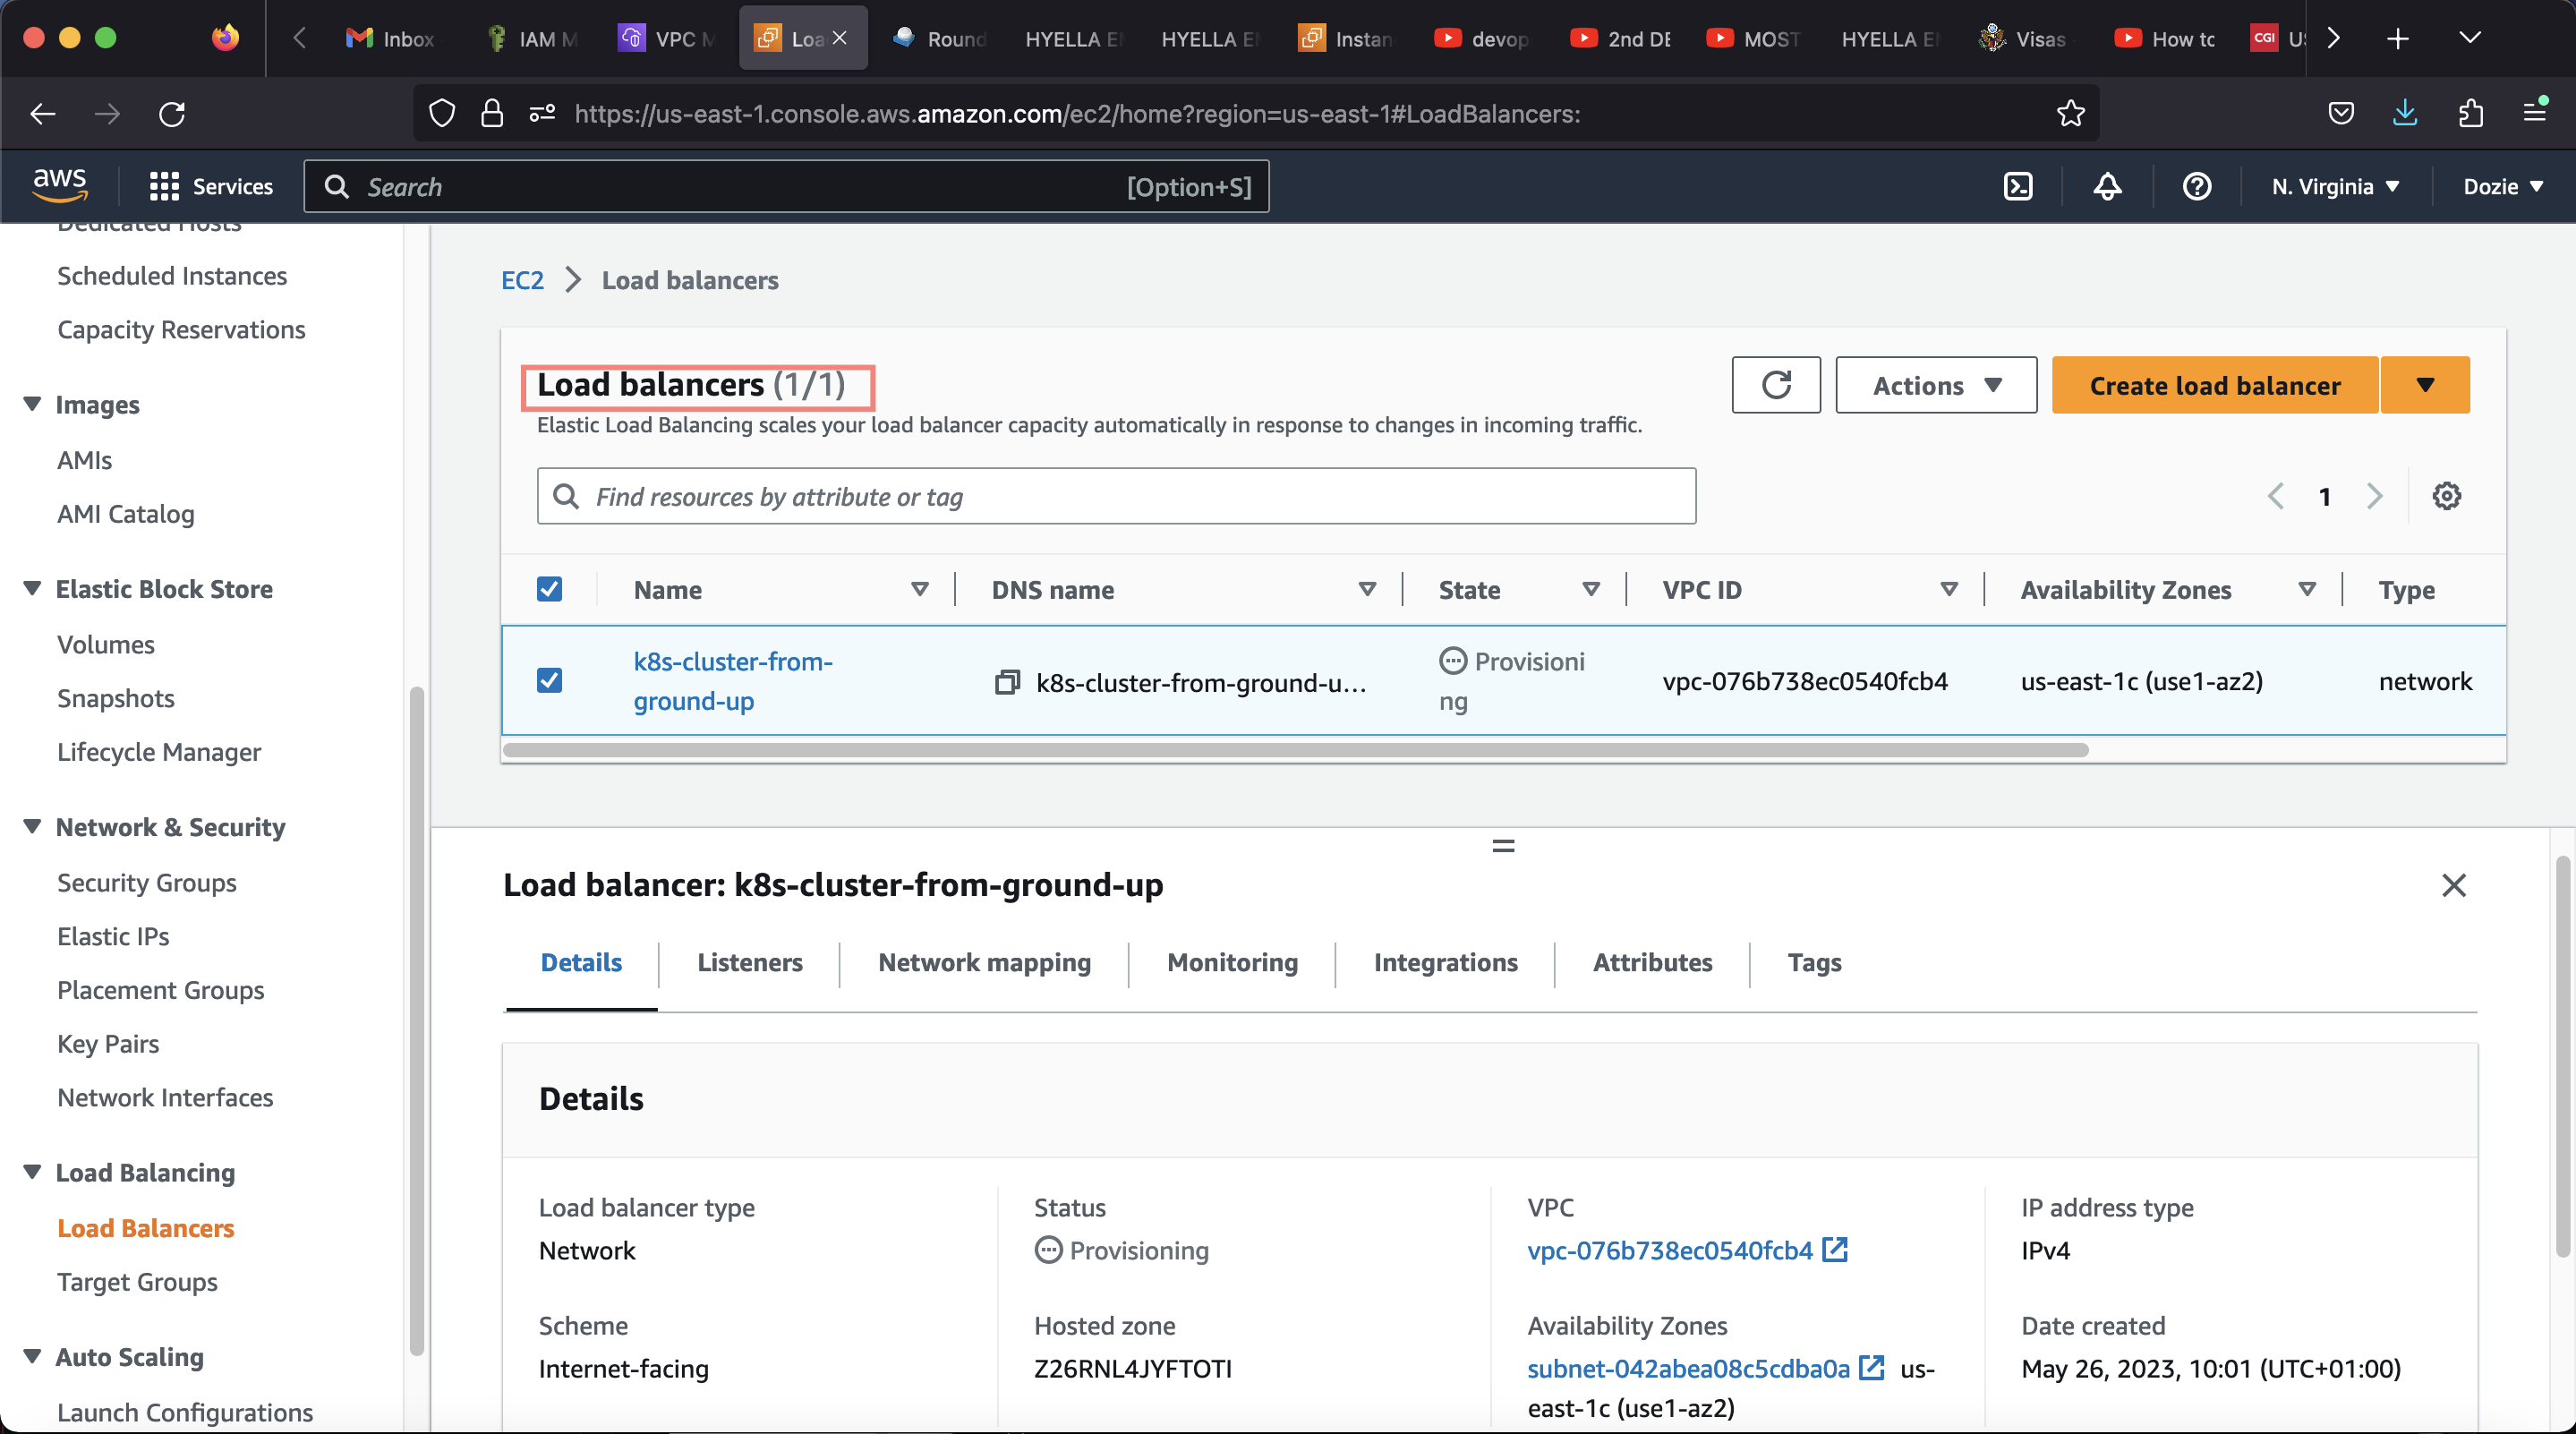 Inbox
IAM M
VPC M
Loa
Round
HYELLA E
HYELLA E
Instan
devop
2nd DE
MOST
HYELLA E
Visas
How to
CGI
US
https://us-east-1.console.aws.amazon.com/ec2/home?region=us-east-1#LoadBalancers:
aws
Services
Search
[Option+S]
N. Virginia
Dozie
Dedicated Hosts
Scheduled Instances
Capacity Reservations
Images
AMIs
AMI Catalog
Elastic Block Store
Volumes
Snapshots
Lifecycle Manager
Network & Security
Security Groups
Elastic IPs
Placement Groups
Key Pairs
Network Interfaces
Load Balancing
Load Balancers
Target Groups
Auto Scaling
Launch Configurations
EC2 > Load balancers
Load balancers (1/1)
Elastic Load Balancing scales your load balancer capacity automatically in response to changes in incoming traffic.
Actions
Create load balancer
Find resources by attribute or tag
1
Name
DNS name
State
VPC ID
Availability Zones
Type
k8s-cluster-from-
ground-up
k8s-cluster-from-ground-u...
Provisioni
ng
vpc-076b738ec0540fcb4
us-east-1c (use1-az2)
network
Load balancer: k8s-cluster-from-ground-up
Details
Listeners
Network mapping
Monitoring
Integrations
Attributes
Tags
Details
Load balancer type
Network
Status
Provisioning
VPC
vpc-076b738ec0540fcb4
IP address type
IPv4
Scheme
Internet-facing
Hosted zone
Z26RNL4JYFTOTI
Availability Zones
subnet-042abea08c5cdba0a us-
east-1c (use1-az2)
Date created
May 26, 2023, 10:01 (UTC+01:00)